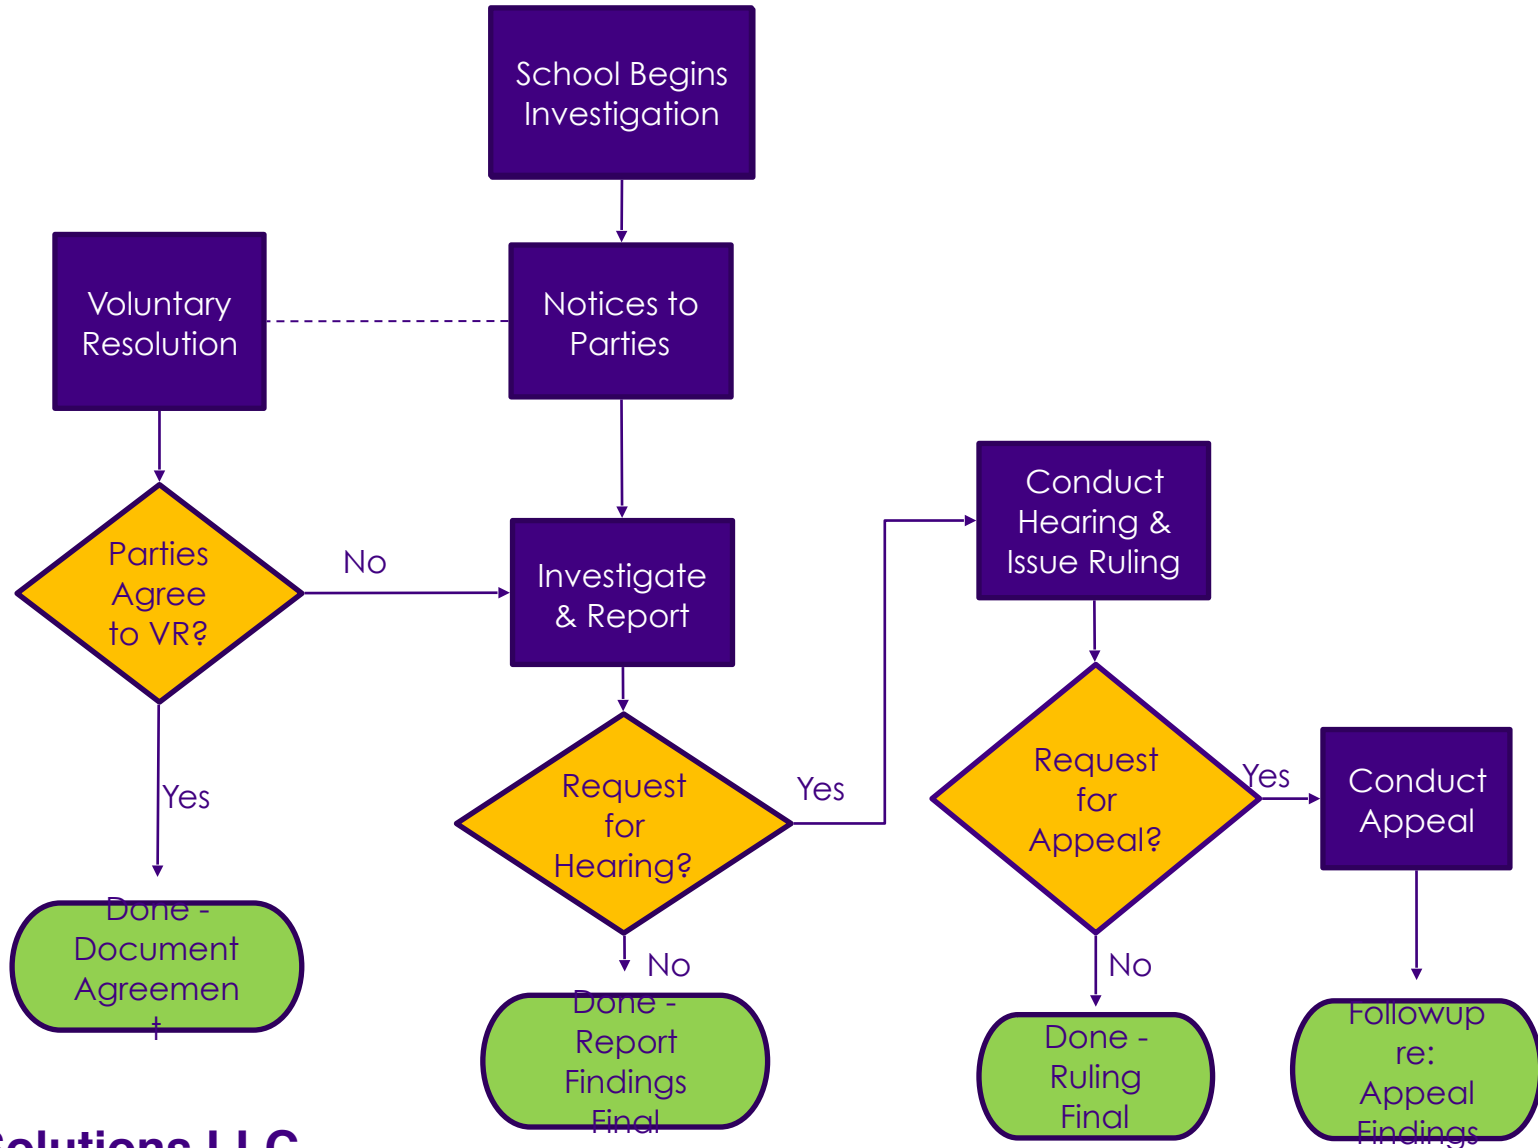 School Begins
Investigation
Voluntary
Resolution
Notices to
Parties
Parties
Agree
to VR?
No
Investigate
& Report
Conduct
Hearing &
Issue Ruling
Yes
Request
for
Hearing?
Yes
Request
for
Appeal?
Yes
Conduct
Appeal
Done -
Document
Agreemen
t
No
Done -
Report
Findings
Final
No
Done -
Ruling
Final
Followup
re:
Appeal
Findings
Solutions LLC